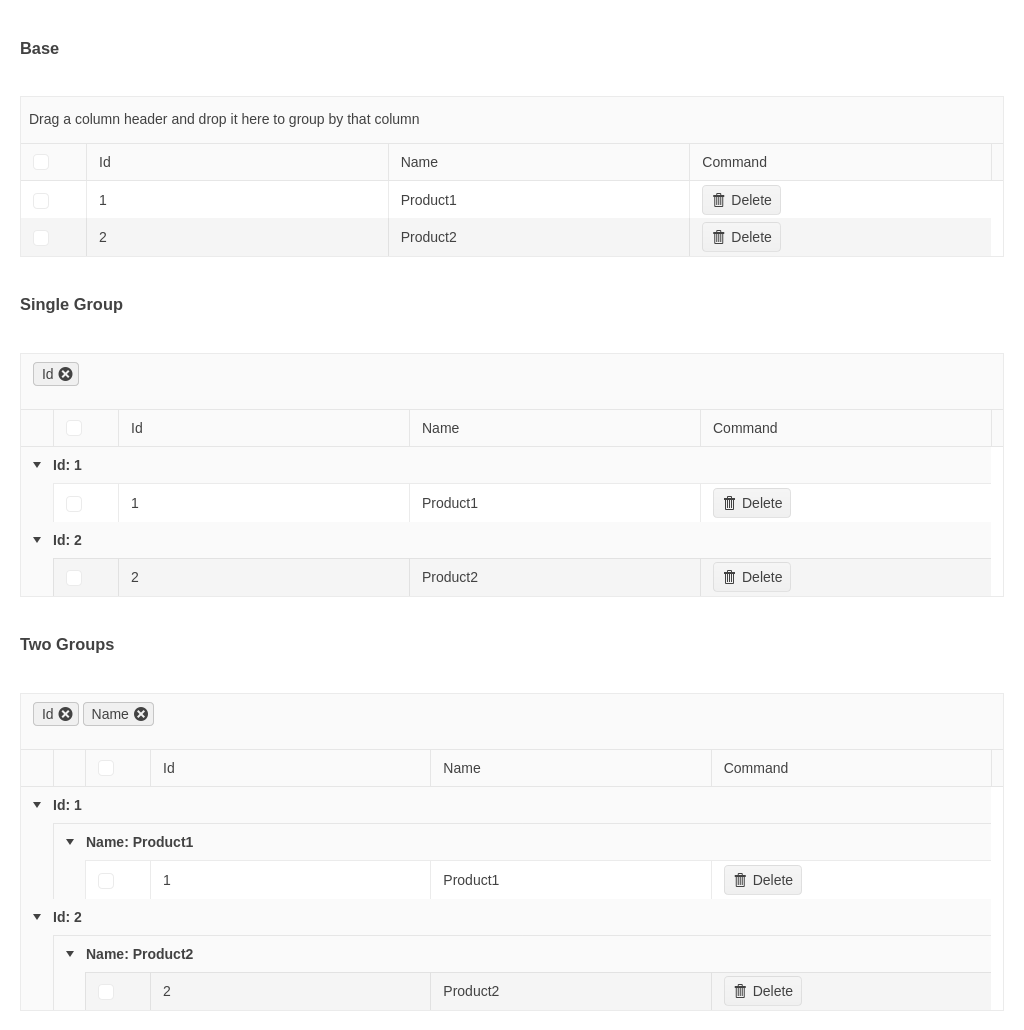 Base
Drag a column header and drop it here to group by that column
Id Name Command
1 Product1 Delete
2 Product2 Delete
Single Group
Id
Id Name Command
Id: 1
1 Product1 Delete
Id: 2
2 Product2 Delete
Two Groups
Id Name
Id Name Command
Id: 1
Name: Product1
1 Product1 Delete
Id: 2
Name: Product2
2 Product2 Delete